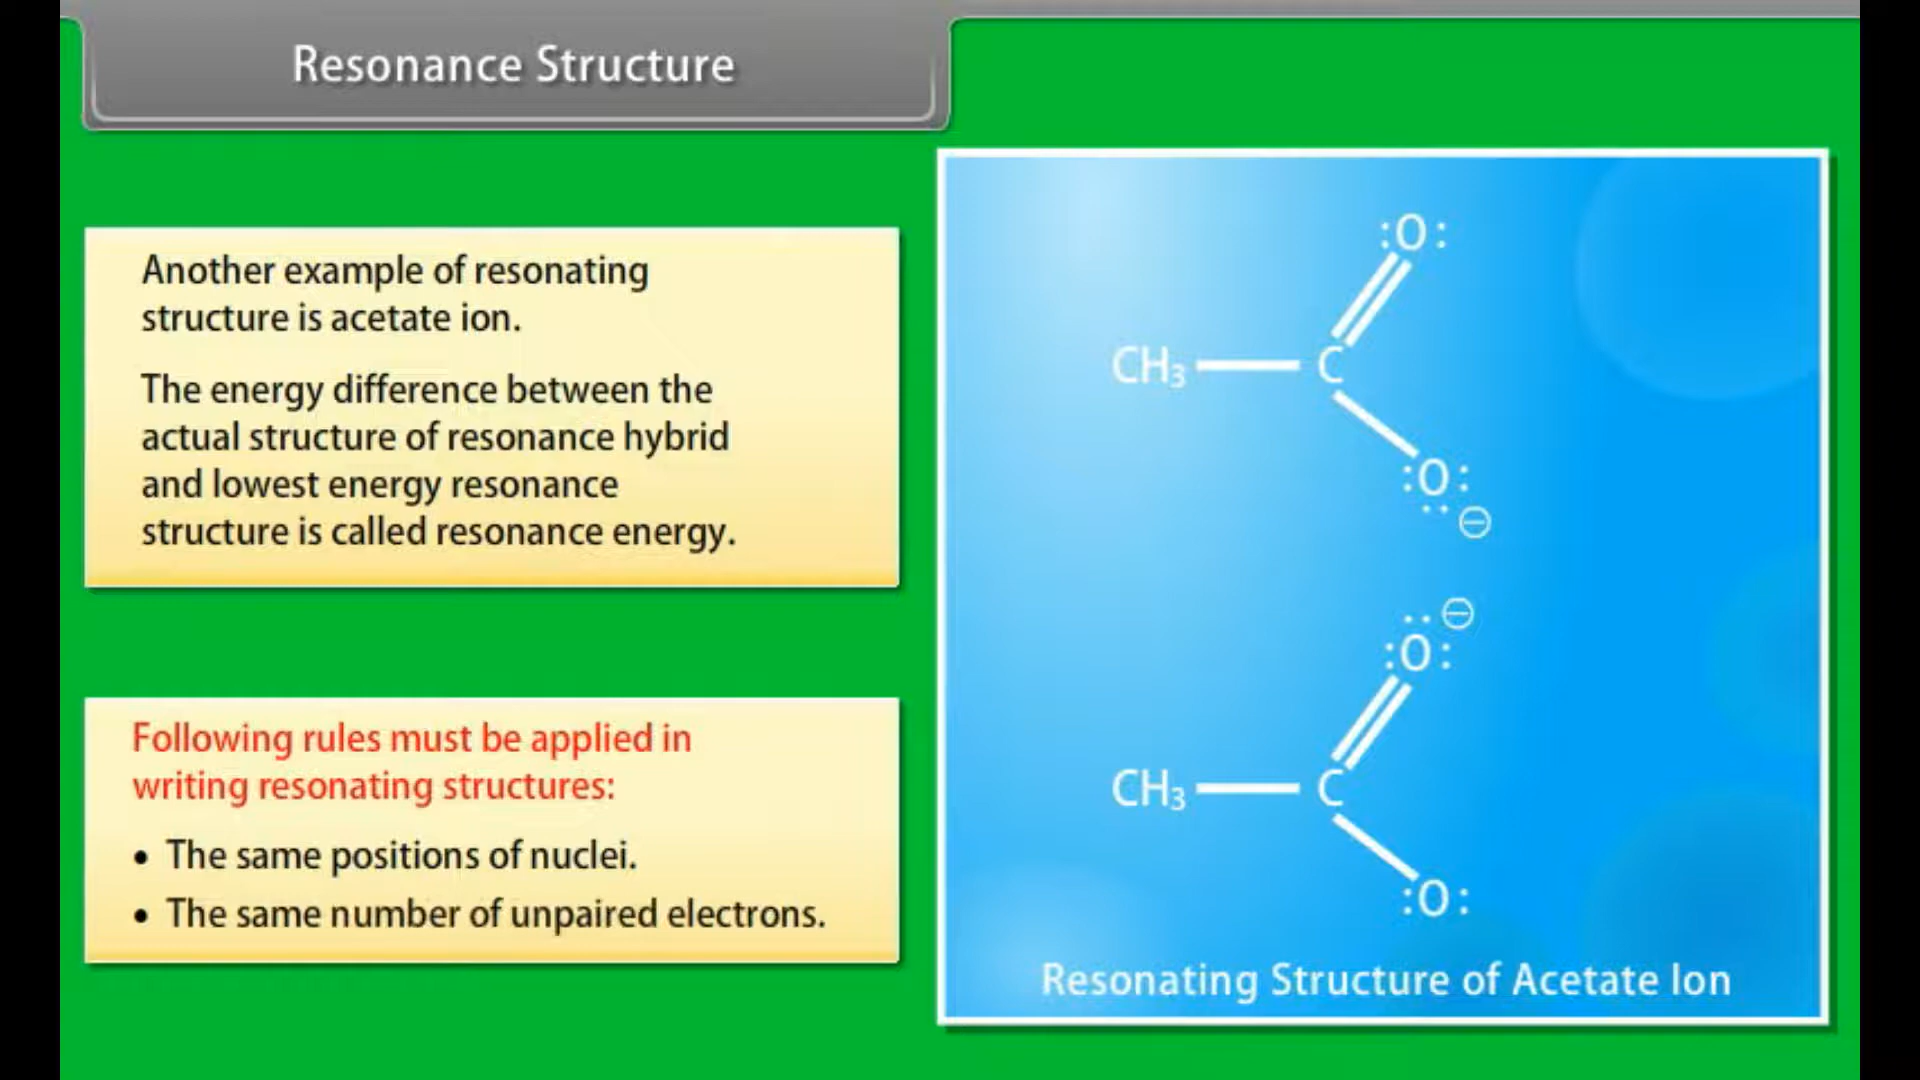 Resonance Structure
Another example of resonating
structure is acetate ion.
The energy difference between the
actual structure of resonance hybrid
and lowest energy resonance
structure is called resonance energy.
Following rules must be applied in
writing resonating structures:
• The same positions of nuclei.
• The same number of unpaired electrons.
:O:
CH₃ C
:O:
⊖
⊖
:O:
CH₃ C
:O:
Resonating Structure of Acetate Ion